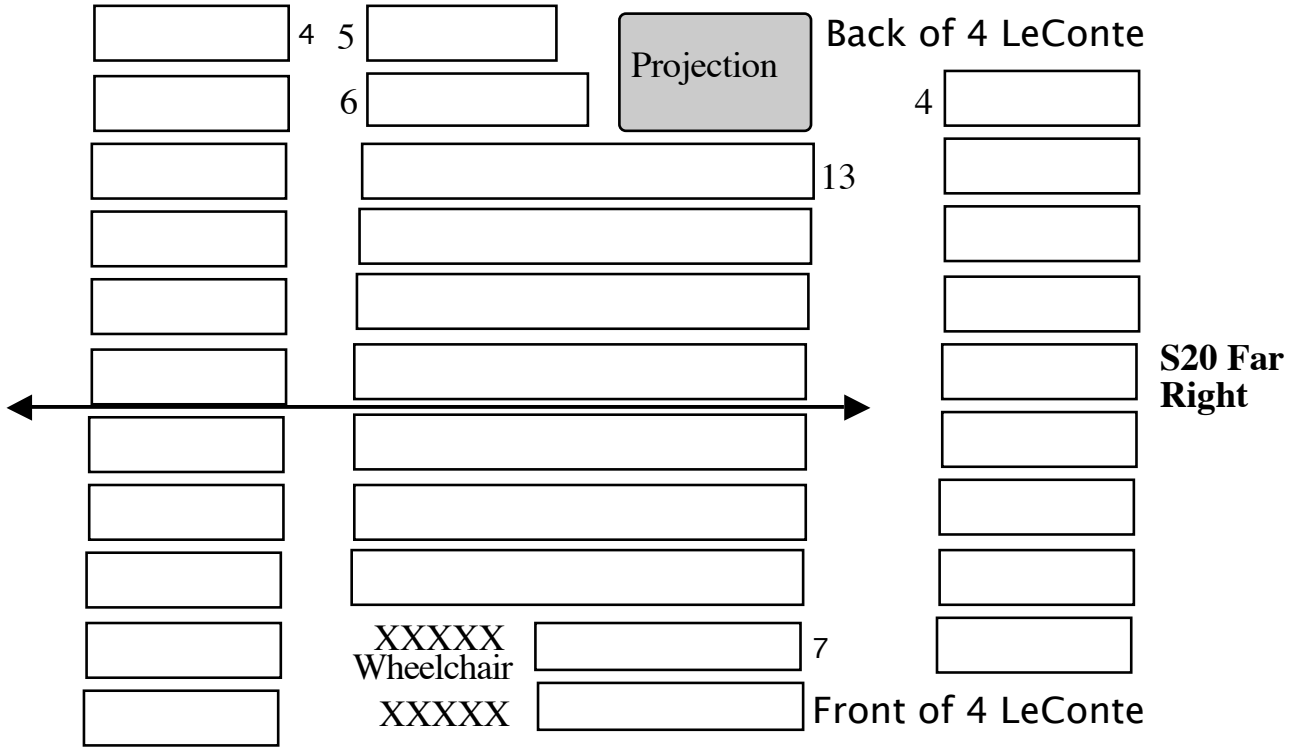 4 5 Back of 4 LeConte
Projection
6 4
13
S20 Far
Right
XXXXX 7
Wheelchair
XXXXX Front of 4 LeConte